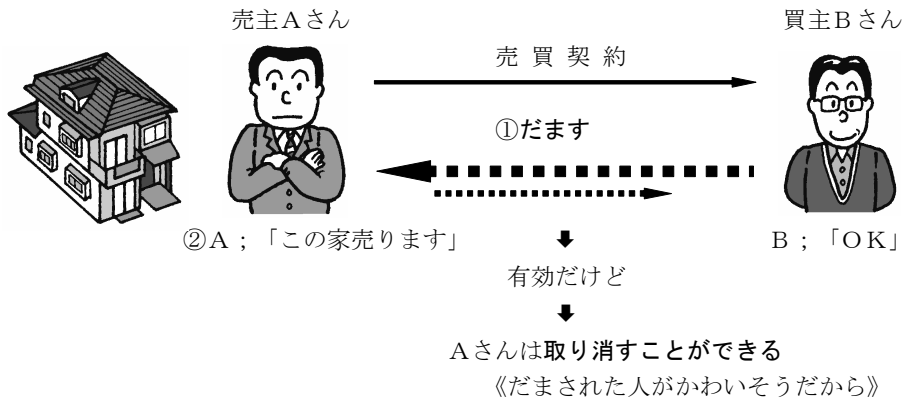 売主Ａさん
買主Ｂさん
売 買 契 約
①だます
②Ａ；「この家売ります」
Ｂ；「ＯＫ」
有効だけど
Ａさんは取り消すことができる
《だまされた人がかわいそうだから》